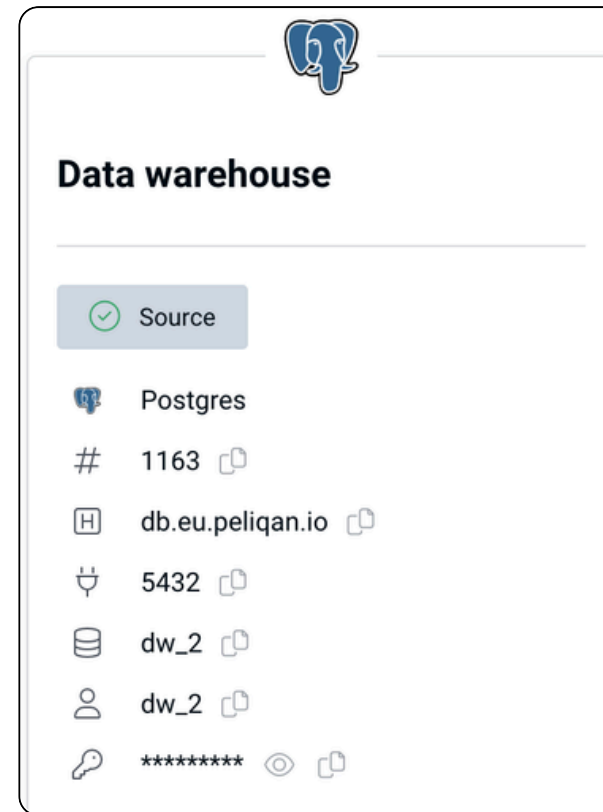 Data warehouse
Source
Postgres
# 1163
H db.eu.peliqan.io
5432
dw_2
dw_2
*********